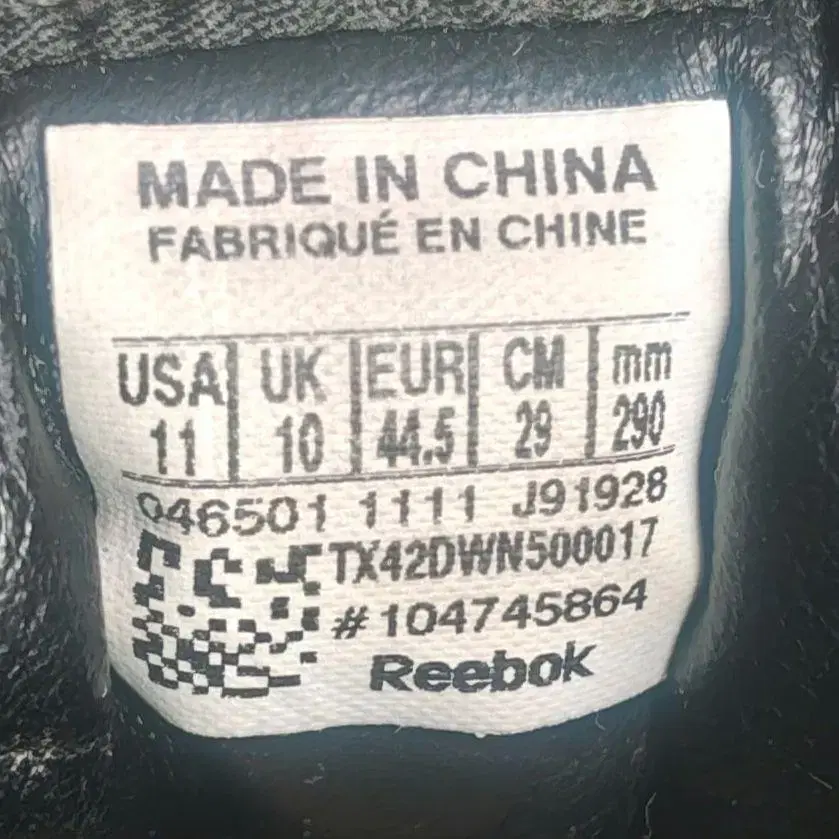 MADE IN CHINA
FABRIQUÉ EN CHINE
USA UK EUR CM mm
11 10 44.5 29 290
046501 1111 J91928
TX42DWN500017
#104745864
Reebok